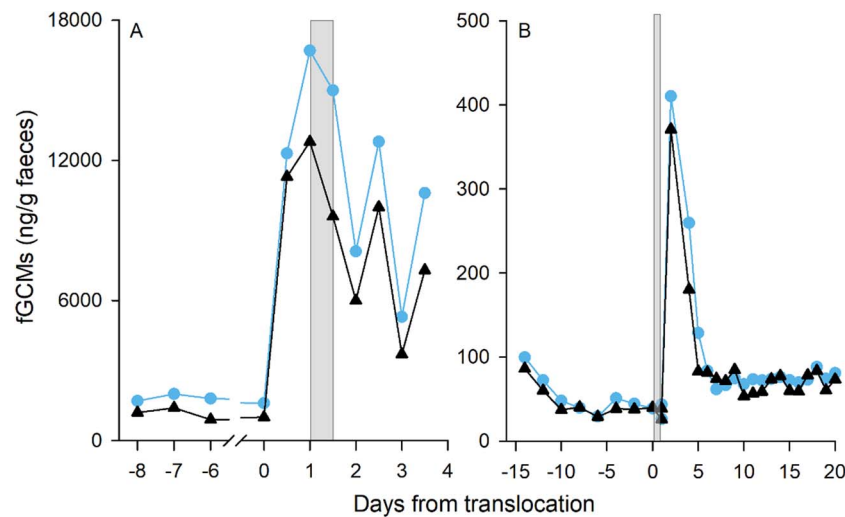 A
B
fGCMs (ng/g faeces)
18000
12000
6000
0
500
400
300
200
100
0
-8 -7 -6 0 1 2 3 4
-15 -10 -5 0 5 10 15 20
Days from translocation